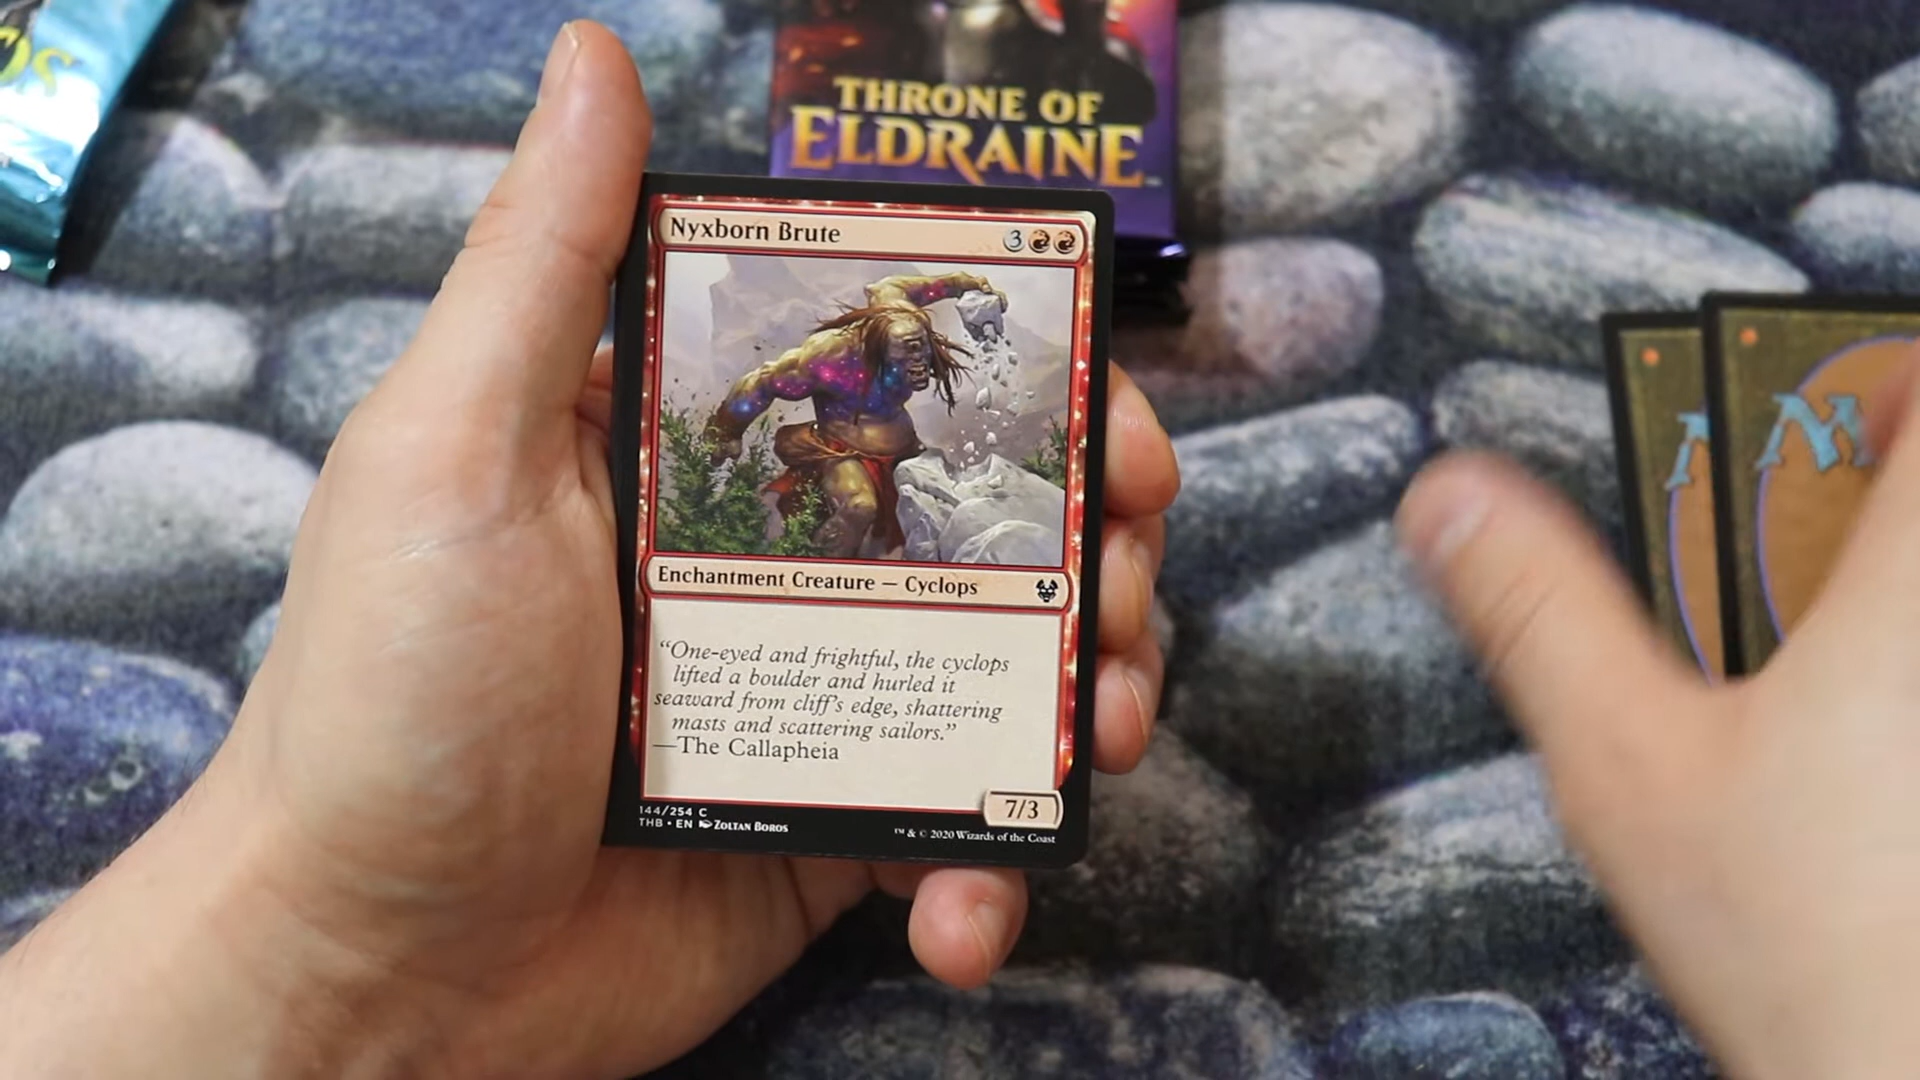 OS
THRONE OF
ELDRAINE
Nyxborn Brute
3
Enchantment Creature — Cyclops
“One-eyed and frightful, the cyclops
lifted a boulder and hurled it
seaward from cliff’s edge, shattering
masts and scattering sailors.”
—The Callapheia
7/3
144/254 C
THB • EN ZOLTAN BOROS
™ & © 2020 Wizards of the Coast
M